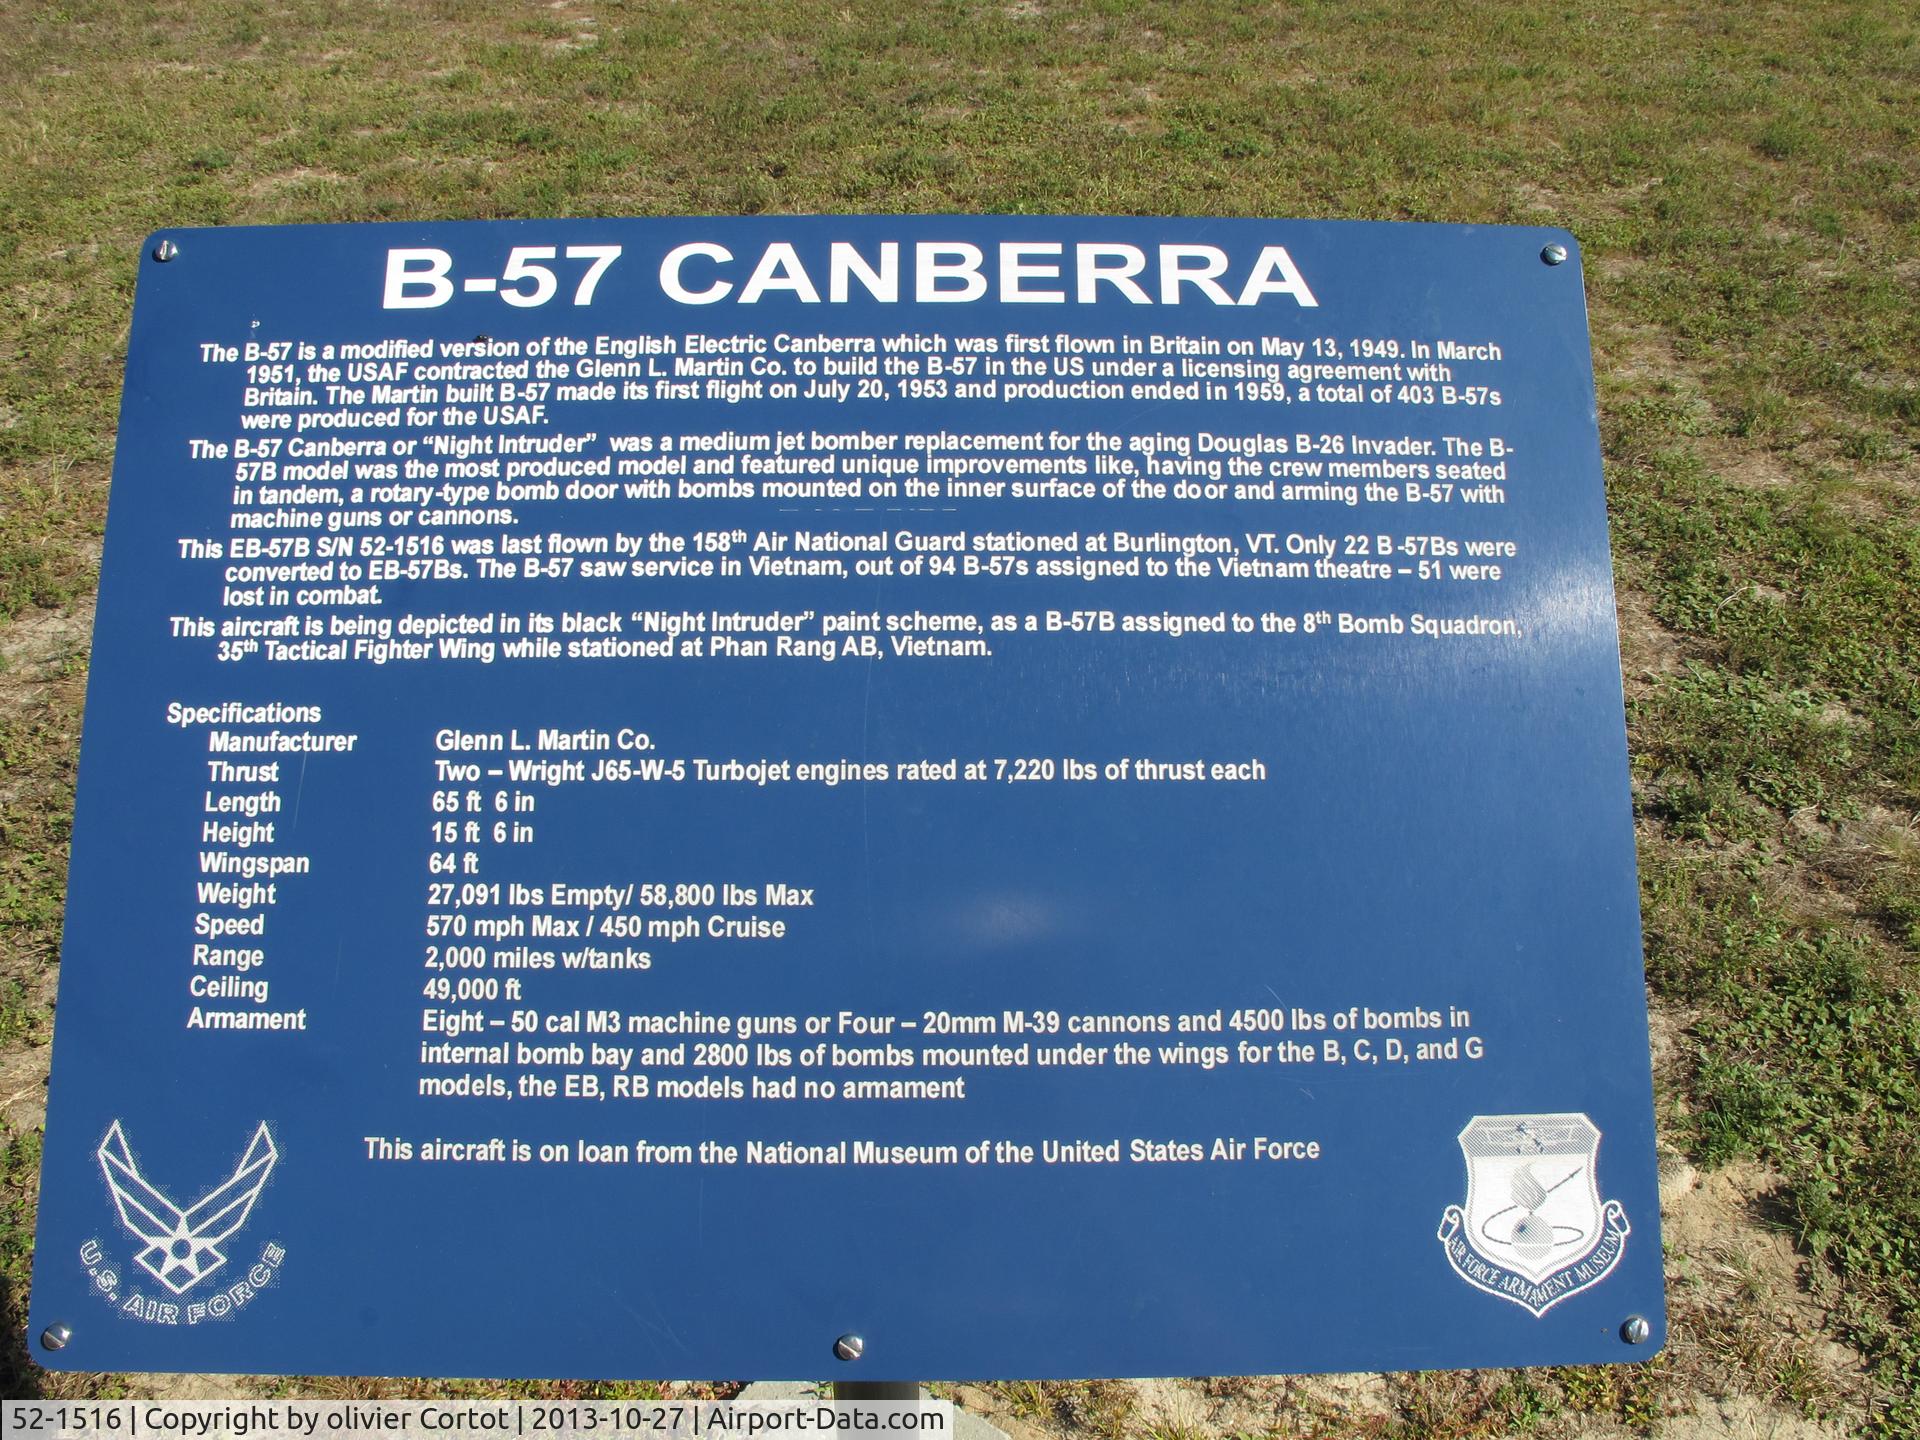 B-57 CANBERRA
The B-57 is a modified version of the English Electric Canberra which was first flown in Britain on May 13, 1949. In March
1951, the USAF contracted the Glenn L. Martin Co. to build the B-57 in the US under a licensing agreement with
Britain. The Martin built B-57 made its first flight on July 20, 1953 and production ended in 1959, a total of 403 B-57s
were produced for the USAF.
The B-57 Canberra or “Night Intruder” was a medium jet bomber replacement for the aging Douglas B-26 Invader. The B-
57B model was the most produced model and featured unique improvements like, having the crew members seated
in tandem, a rotary-type bomb door with bombs mounted on the inner surface of the door and arming the B-57 with
machine guns or cannons.
This EB-57B S/N 52-1516 was last flown by the 158th Air National Guard stationed at Burlington, VT. Only 22 B-57Bs were
converted to EB-57Bs. The B-57 saw service in Vietnam, out of 94 B-57s assigned to the Vietnam theatre – 51 were
lost in combat.
This aircraft is being depicted in its black “Night Intruder” paint scheme, as a B-57B assigned to the 8th Bomb Squadron,
35th Tactical Fighter Wing while stationed at Phan Rang AB, Vietnam.
Specifications
Manufacturer Glenn L. Martin Co.
Thrust Two – Wright J65-W-5 Turbojet engines rated at 7,220 lbs of thrust each
Length 65 ft 6 in
Height 15 ft 6 in
Wingspan 64 ft
Weight 27,091 lbs Empty/ 58,800 lbs Max
Speed 570 mph Max / 450 mph Cruise
Range 2,000 miles w/tanks
Ceiling 49,000 ft
Armament Eight – 50 cal M3 machine guns or Four – 20mm M-39 cannons and 4500 lbs of bombs in
internal bomb bay and 2800 lbs of bombs mounted under the wings for the B, C, D, and G
models, the EB, RB models had no armament
This aircraft is on loan from the National Museum of the United States Air Force
U.S. AIR FORCE
AIR FORCE ARMAMENT MUSEUM
52-1516 | Copyright by olivier Cortot | 2013-10-27 | Airport-Data.com